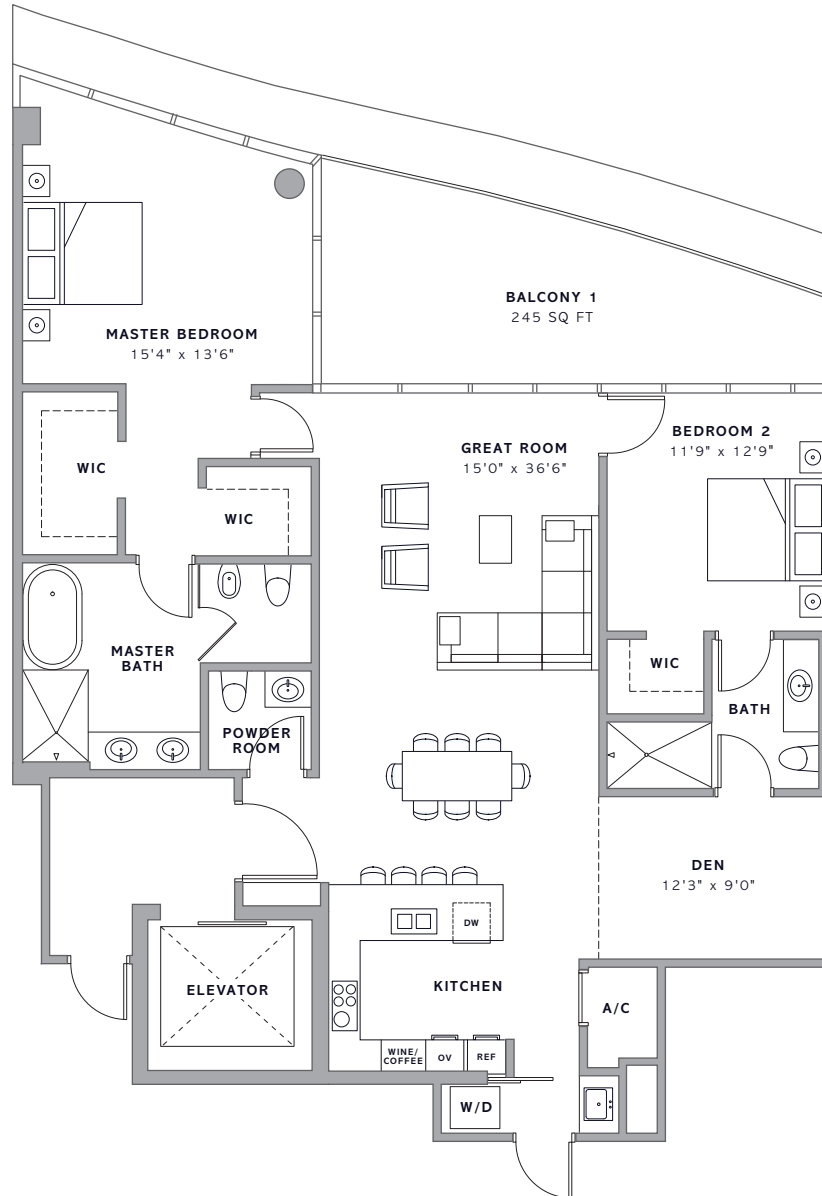 BALCONY 1
245 SQ FT
MASTER BEDROOM
15'4" x 13'6"
GREAT ROOM
15'0" x 36'6"
BEDROOM 2
11'9" x 12'9"
WIC
WIC
MASTER
BATH
WIC
BATH
POWDER
ROOM
DEN
12'3" x 9'0"
DW
ELEVATOR
KITCHEN
A/C
WINE/
COFFEE
OV
REF
W/D